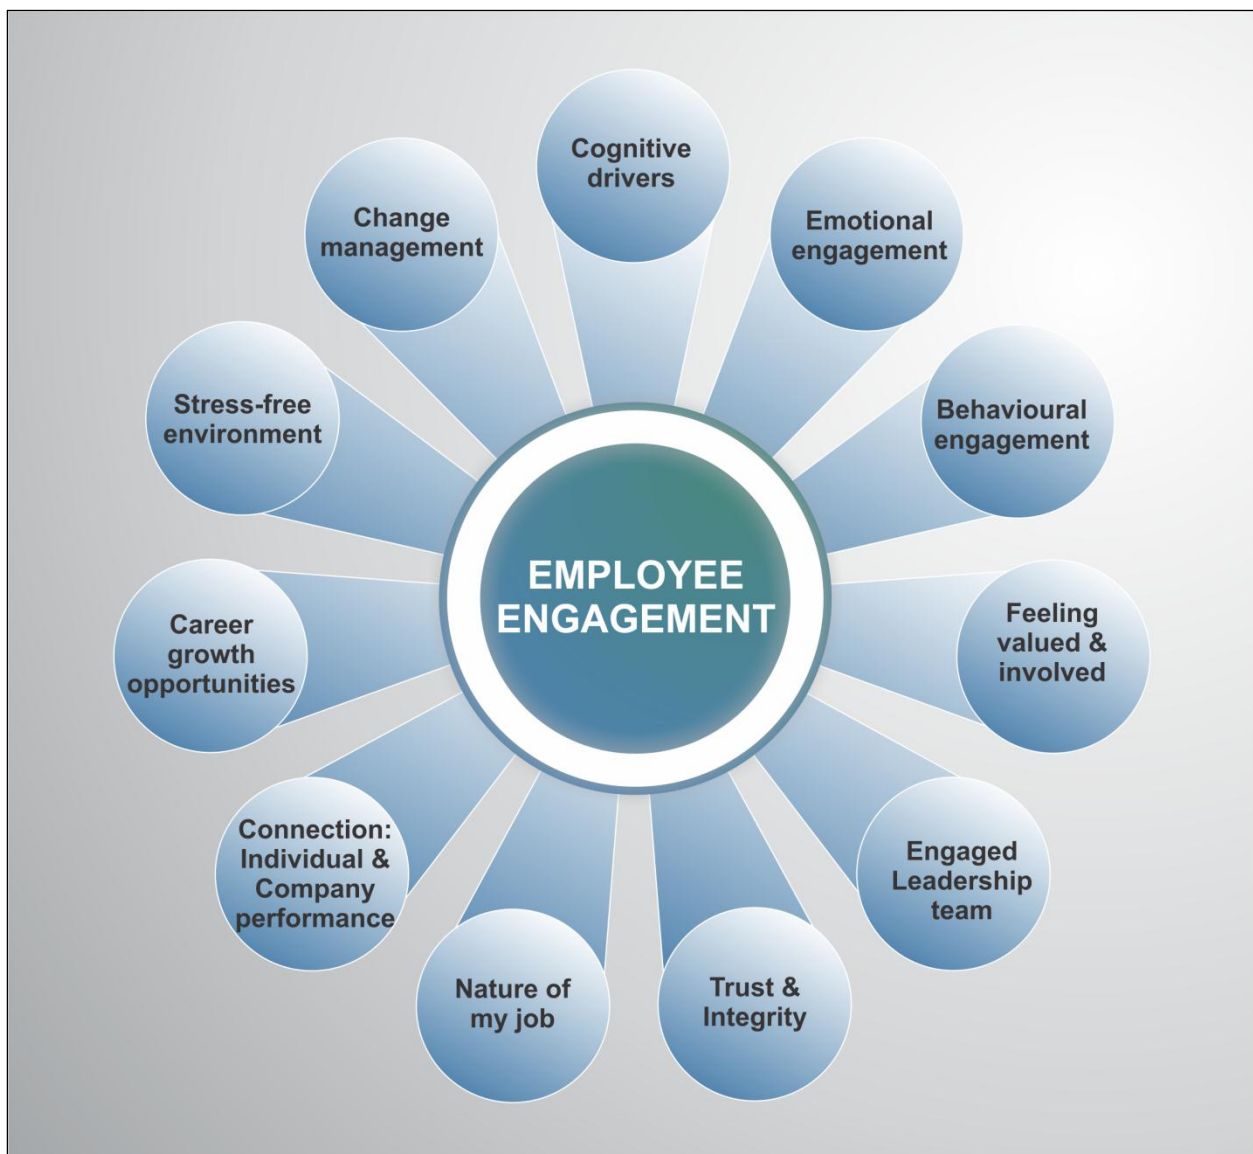 Cognitive
drivers
Emotional
engagement
Behavioural
engagement
Feeling
valued &
involved
Engaged
Leadership
team
Trust &
Integrity
Nature of
my job
Connection:
Individual &
Company
performance
Career
growth
opportunities
Stress-free
environment
Change
management
EMPLOYEE
ENGAGEMENT